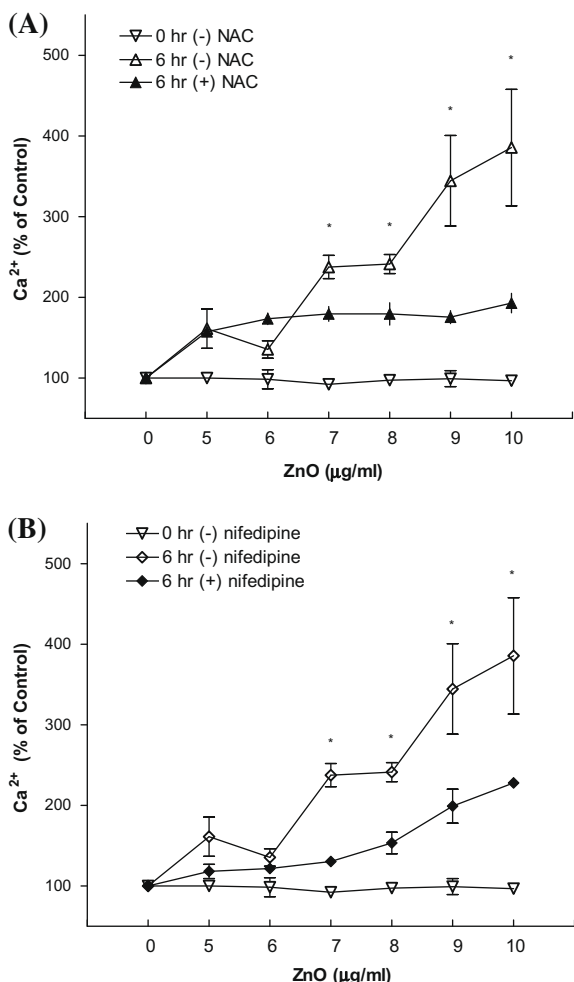 (A)
0 hr (-) NAC
6 hr (-) NAC
6 hr (+) NAC
500
400
300
200
100
Ca²⁺ (% of Control)
* * * *
0 5 6 7 8 9 10
ZnO (µg/ml)
(B)
0 hr (-) nifedipine
6 hr (-) nifedipine
6 hr (+) nifedipine
500
400
300
200
100
Ca²⁺ (% of Control)
* * * *
0 5 6 7 8 9 10
ZnO (µg/ml)